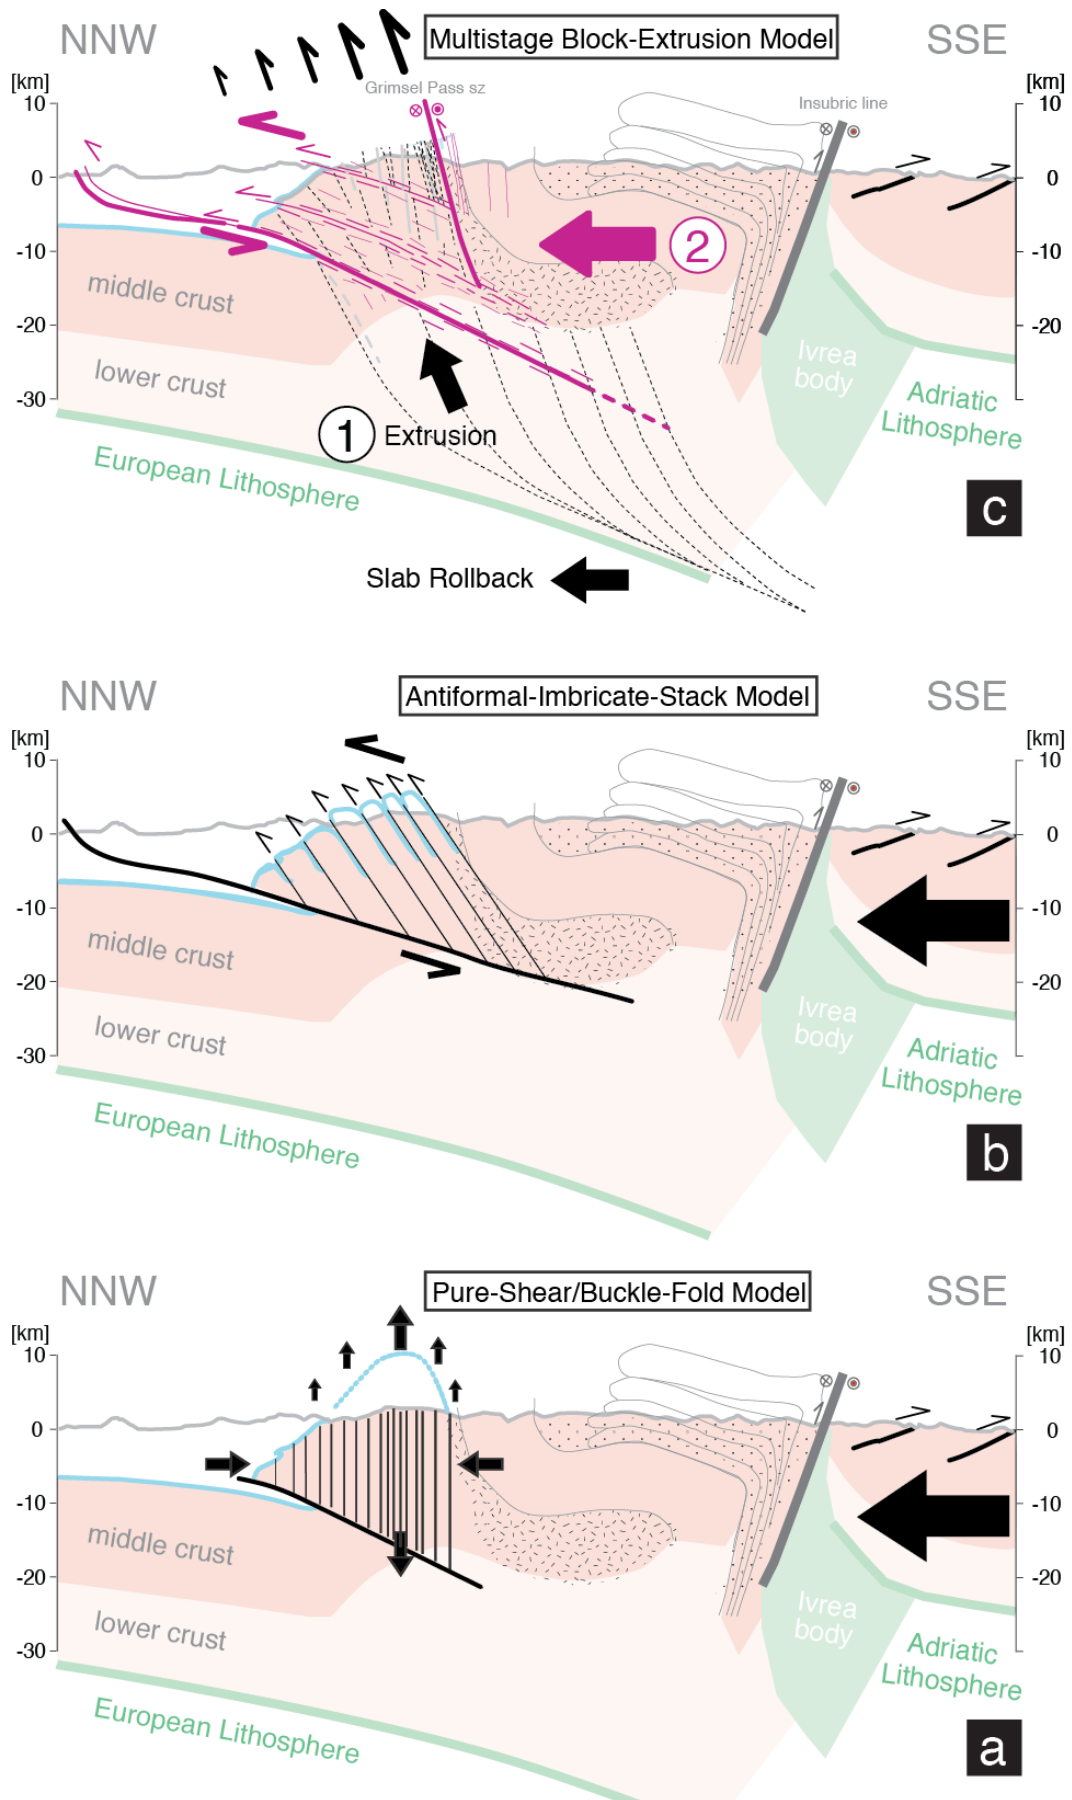 NNW
Multistage Block-Extrusion Model
SSE
[km]
[km]
Grimsel Pass sz
Insubric line
10
10
0
0
-10
-10
-20
-20
-30
2
middle crust
lower crust
Ivrea
body
Adriatic
Lithosphere
1 Extrusion
European Lithosphere
c
Slab Rollback
NNW
Antiformal-Imbricate-Stack Model
SSE
[km]
[km]
10
10
0
0
-10
-10
-20
-20
-30
middle crust
lower crust
Ivrea
body
Adriatic
Lithosphere
European Lithosphere
b
NNW
Pure-Shear/Buckle-Fold Model
SSE
[km]
[km]
10
10
0
0
-10
-10
-20
-20
-30
middle crust
lower crust
Ivrea
body
Adriatic
Lithosphere
European Lithosphere
a